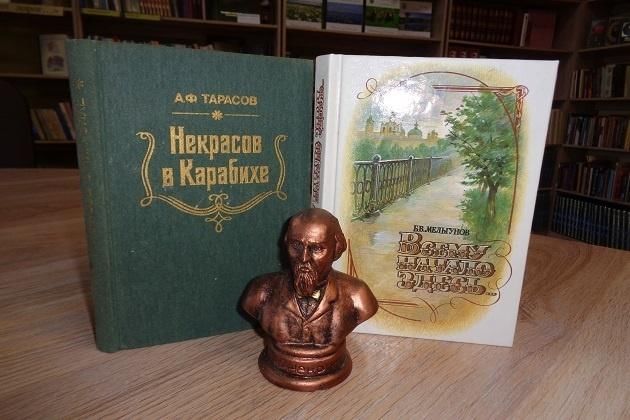 А.Ф. ТАРАСОВ
Некрасов
в Карабихе
Б.В. МЕЛЬГУНОВ
Всему
начало
здесь...